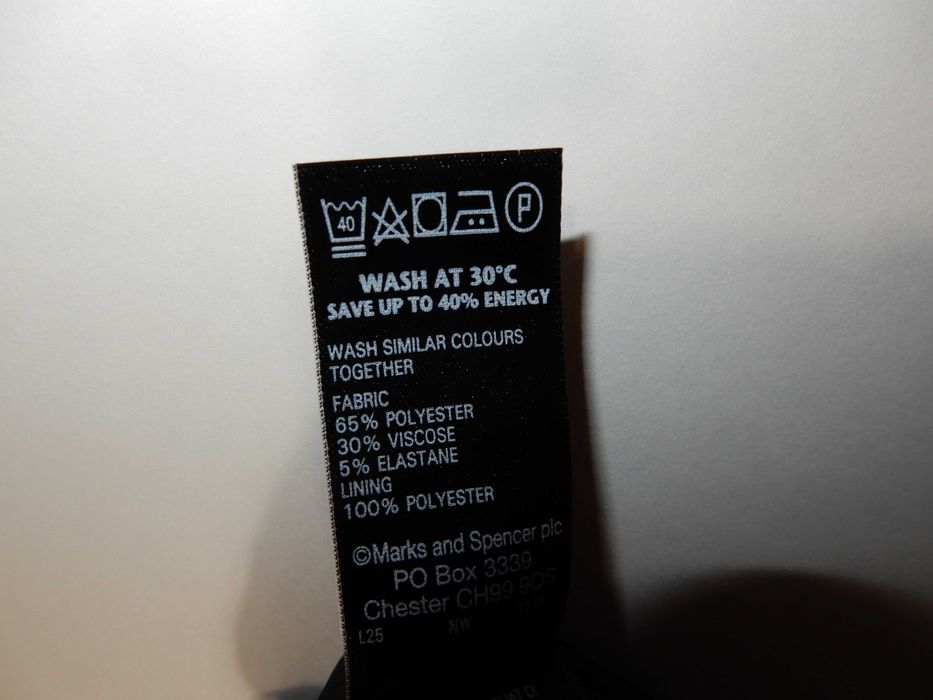 40 P
WASH AT 30°C
SAVE UP TO 40% ENERGY
WASH SIMILAR COLOURS
TOGETHER
FABRIC
65% POLYESTER
30% VISCOSE
5% ELASTANE
LINING
100% POLYESTER
©Marks and Spencer plc
PO Box 3339
Chester CH99 9QS
L25 NW